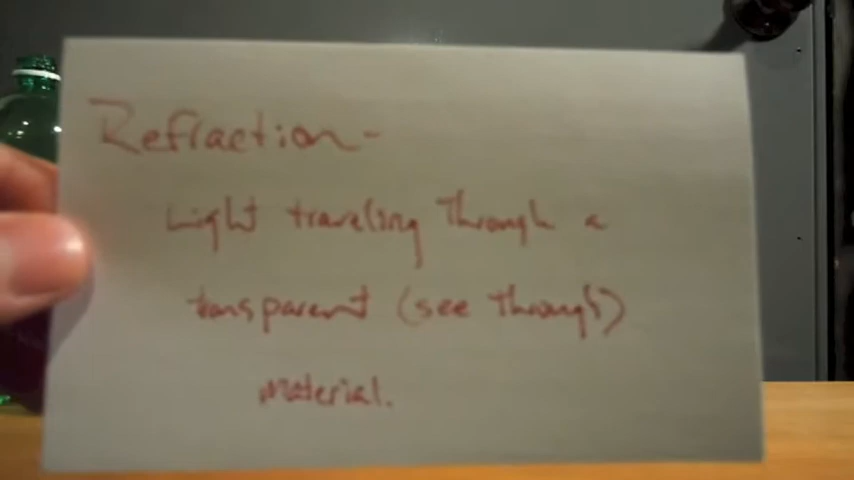 Refraction-
Light traveling through a
transparent (see through)
material.